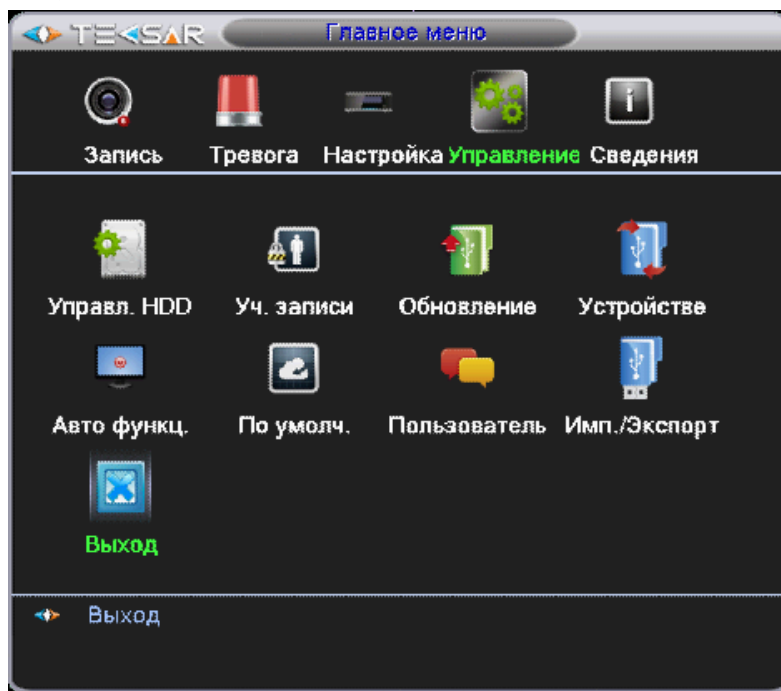 TECSAR
Главное меню
Запись Тревога Настройка Управление Сведения
Управл. HDD Уч. записи Обновление Устройстве
Авто функц. По умолч. Пользователь Имп./Экспорт
Выход
Выход